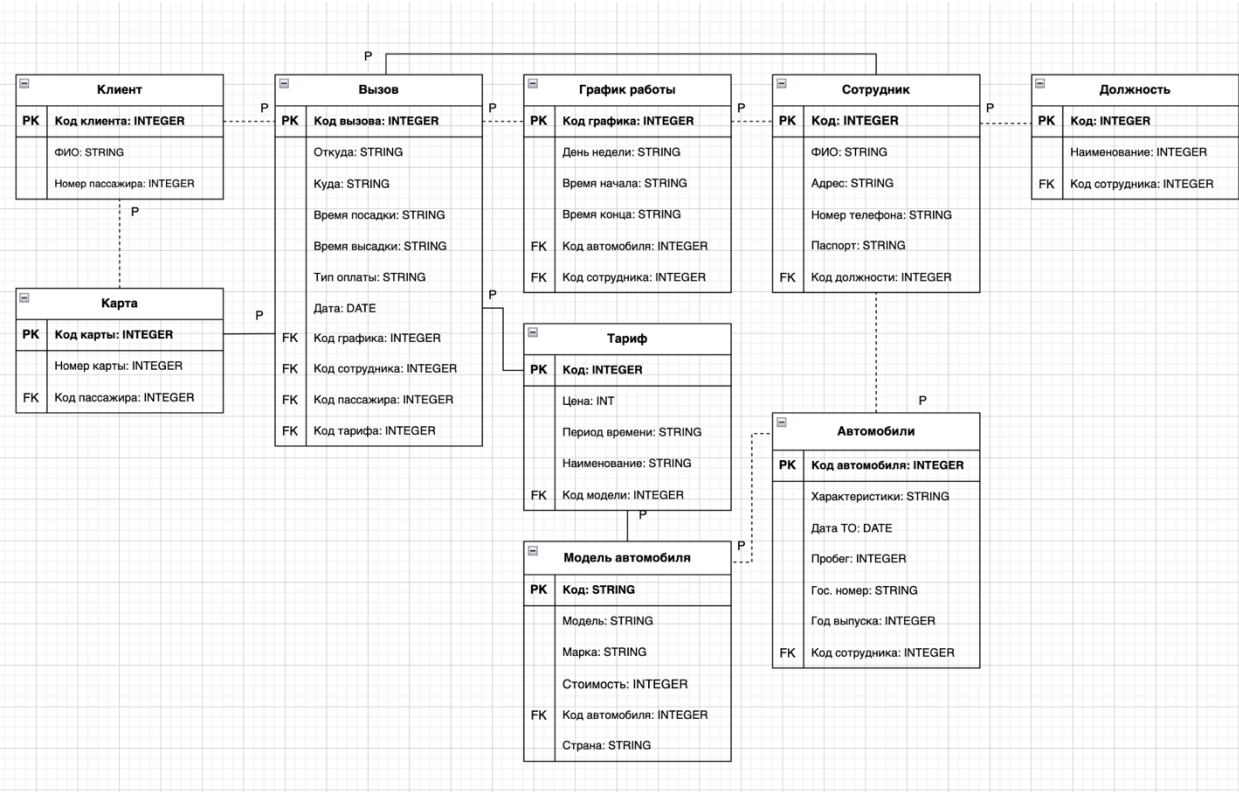 P
Клиент
PK Код клиента: INTEGER
ФИО: STRING
Номер пассажира: INTEGER
P
Вызов
PK Код вызова: INTEGER
Откуда: STRING
Куда: STRING
Время посадки: STRING
Время высадки: STRING
Тип оплаты: STRING
Дата: DATE
FK Код графика: INTEGER
FK Код сотрудника: INTEGER
FK Код пассажира: INTEGER
FK Код тарифа: INTEGER
P
График работы
PK Код графика: INTEGER
День недели: STRING
Время начала: STRING
Время конца: STRING
FK Код автомобиля: INTEGER
FK Код сотрудника: INTEGER
P
Сотрудник
PK Код: INTEGER
ФИО: STRING
Адрес: STRING
Номер телефона: STRING
Паспорт: STRING
FK Код должности: INTEGER
P
Должность
PK Код: INTEGER
Наименование: INTEGER
FK Код сотрудника: INTEGER
P
Карта
PK Код карты: INTEGER
Номер карты: INTEGER
FK Код пассажира: INTEGER
P
P
Тариф
PK Код: INTEGER
Цена: INT
Период времени: STRING
Наименование: STRING
FK Код модели: INTEGER
P
Автомобили
PK Код автомобиля: INTEGER
Характеристики: STRING
Дата ТО: DATE
Пробег: INTEGER
Гос. номер: STRING
Год выпуска: INTEGER
FK Код сотрудника: INTEGER
P
P
Модель автомобиля
PK Код: STRING
Модель: STRING
Марка: STRING
Стоимость: INTEGER
FK Код автомобиля: INTEGER
Страна: STRING